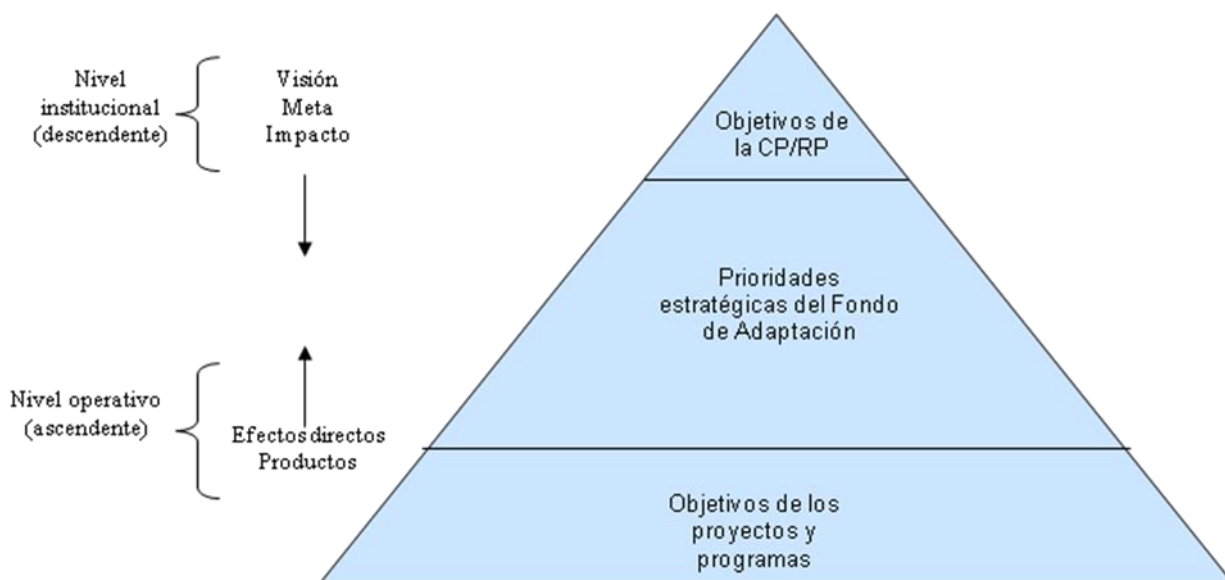 Nivel
institucional
(descendente)
Visión
Meta
Impacto
Objetivos de
la CP/RP
Prioridades
estratégicas del Fondo
de Adaptación
Nivel operativo
(ascendente)
Efectos directos
Productos
Objetivos de los
proyectos y
programas